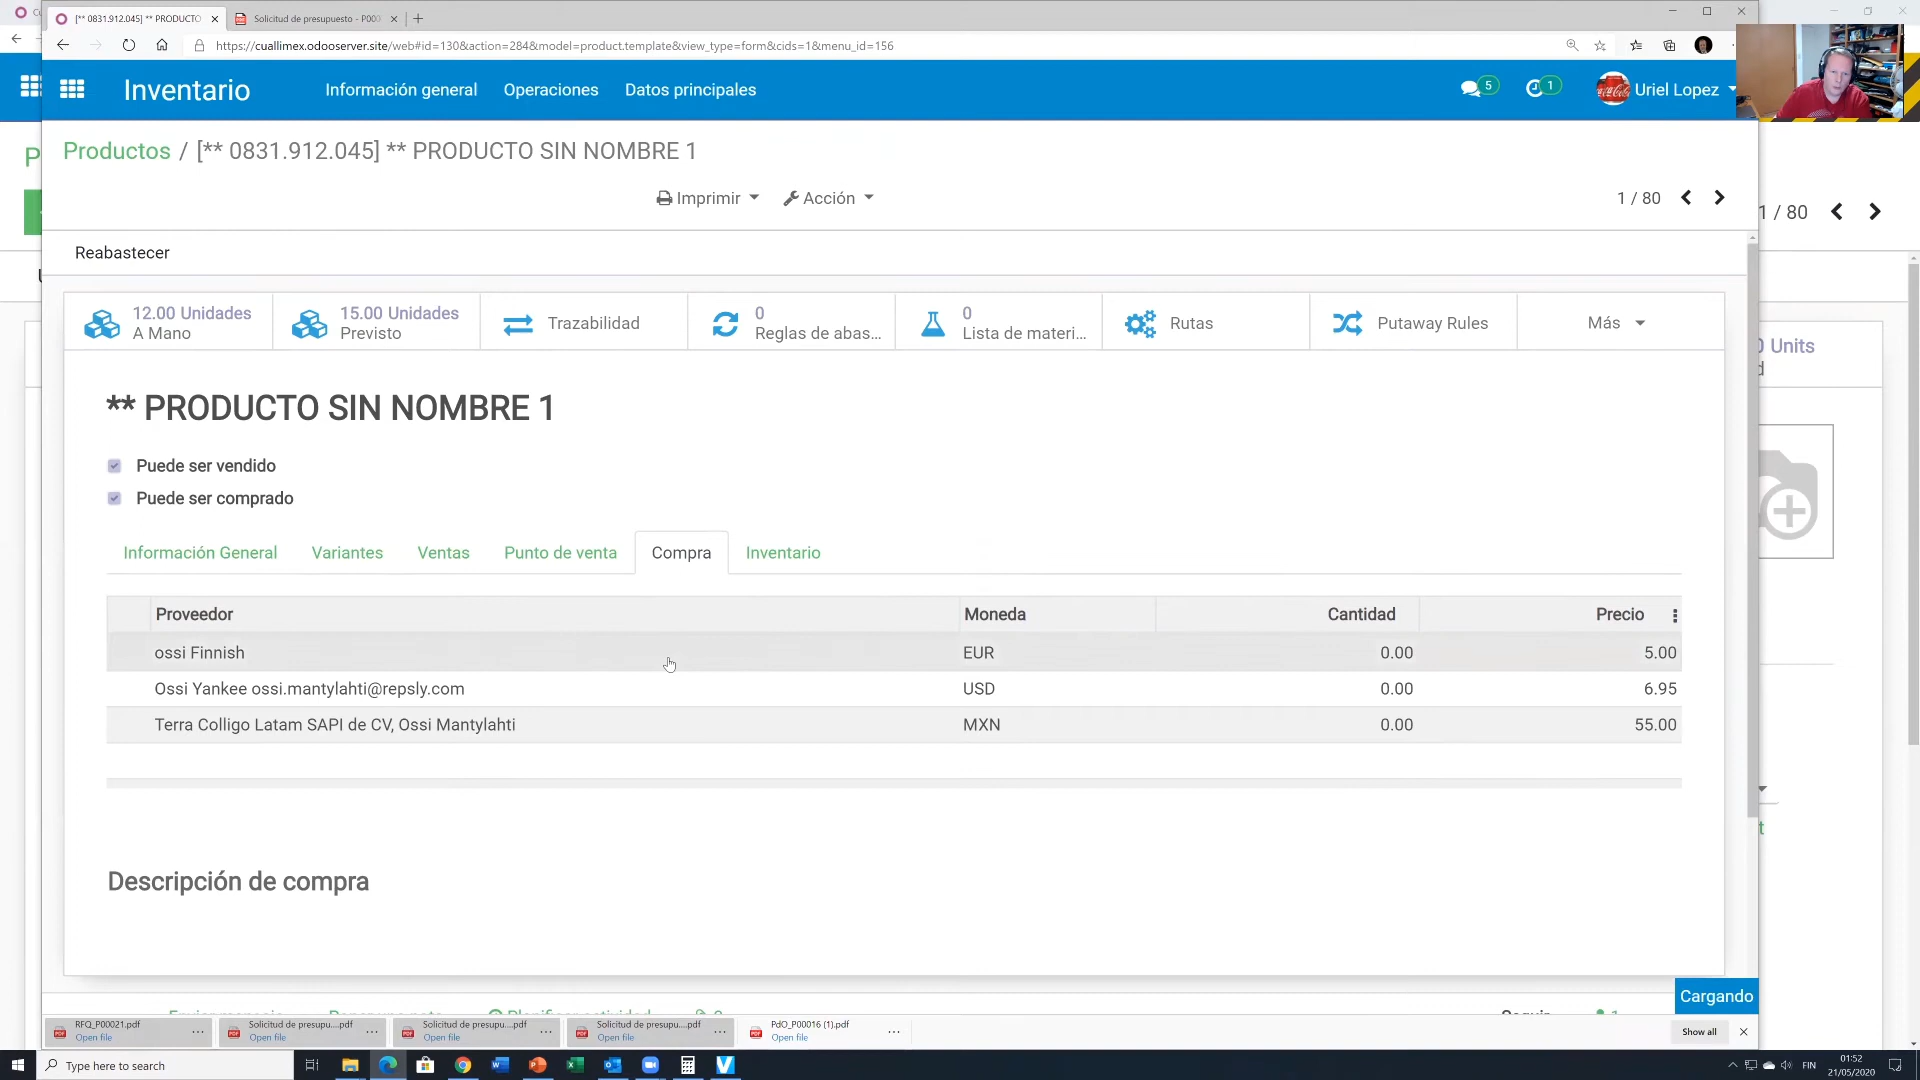 [** 0831.912.045] ** PRODUCTO
Solicitud de presupuesto - P000
https://cuallimex.odooserver.site/web#id=130&action=284&model=product.template&view_type=form&cids=1&menu_id=156
Inventario
Información general
Operaciones
Datos principales
5
1
Uriel Lopez
Productos / [** 0831.912.045] ** PRODUCTO SIN NOMBRE 1
Imprimir
Acción
1 / 80
1 / 80
Reabastecer
12.00 Unidades
A Mano
15.00 Unidades
Previsto
Trazabilidad
0
Reglas de abas...
0
Lista de materi...
Rutas
Putaway Rules
Más
Units
** PRODUCTO SIN NOMBRE 1
Puede ser vendido
Puede ser comprado
Información General
Variantes
Ventas
Punto de venta
Compra
Inventario
Proveedor Moneda Cantidad Precio
ossi Finnish EUR 0.00 5.00
Ossi Yankee ossi.mantylahti@repsly.com USD 0.00 6.95
Terra Colligo Latam SAPI de CV, Ossi Mantylahti MXN 0.00 55.00
Descripción de compra
Cargando
RFQ_P00021.pdf
Open file
Solicitud de presupu....pdf
Open file
Solicitud de presupu....pdf
Open file
Solicitud de presupu....pdf
Open file
PdO_P00016 (1).pdf
Open file
Show all
Type here to search
FIN
01:52
21/05/2020